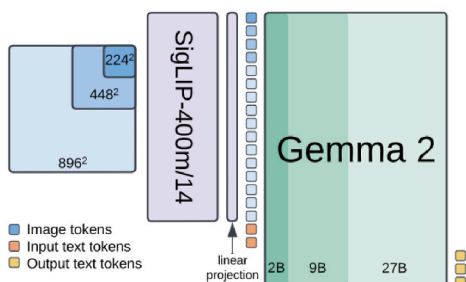 224²
448²
896²
SigLIP-400m/14
Gemma 2
Image tokens
Input text tokens
Output text tokens
linear
projection
2B
9B
27B